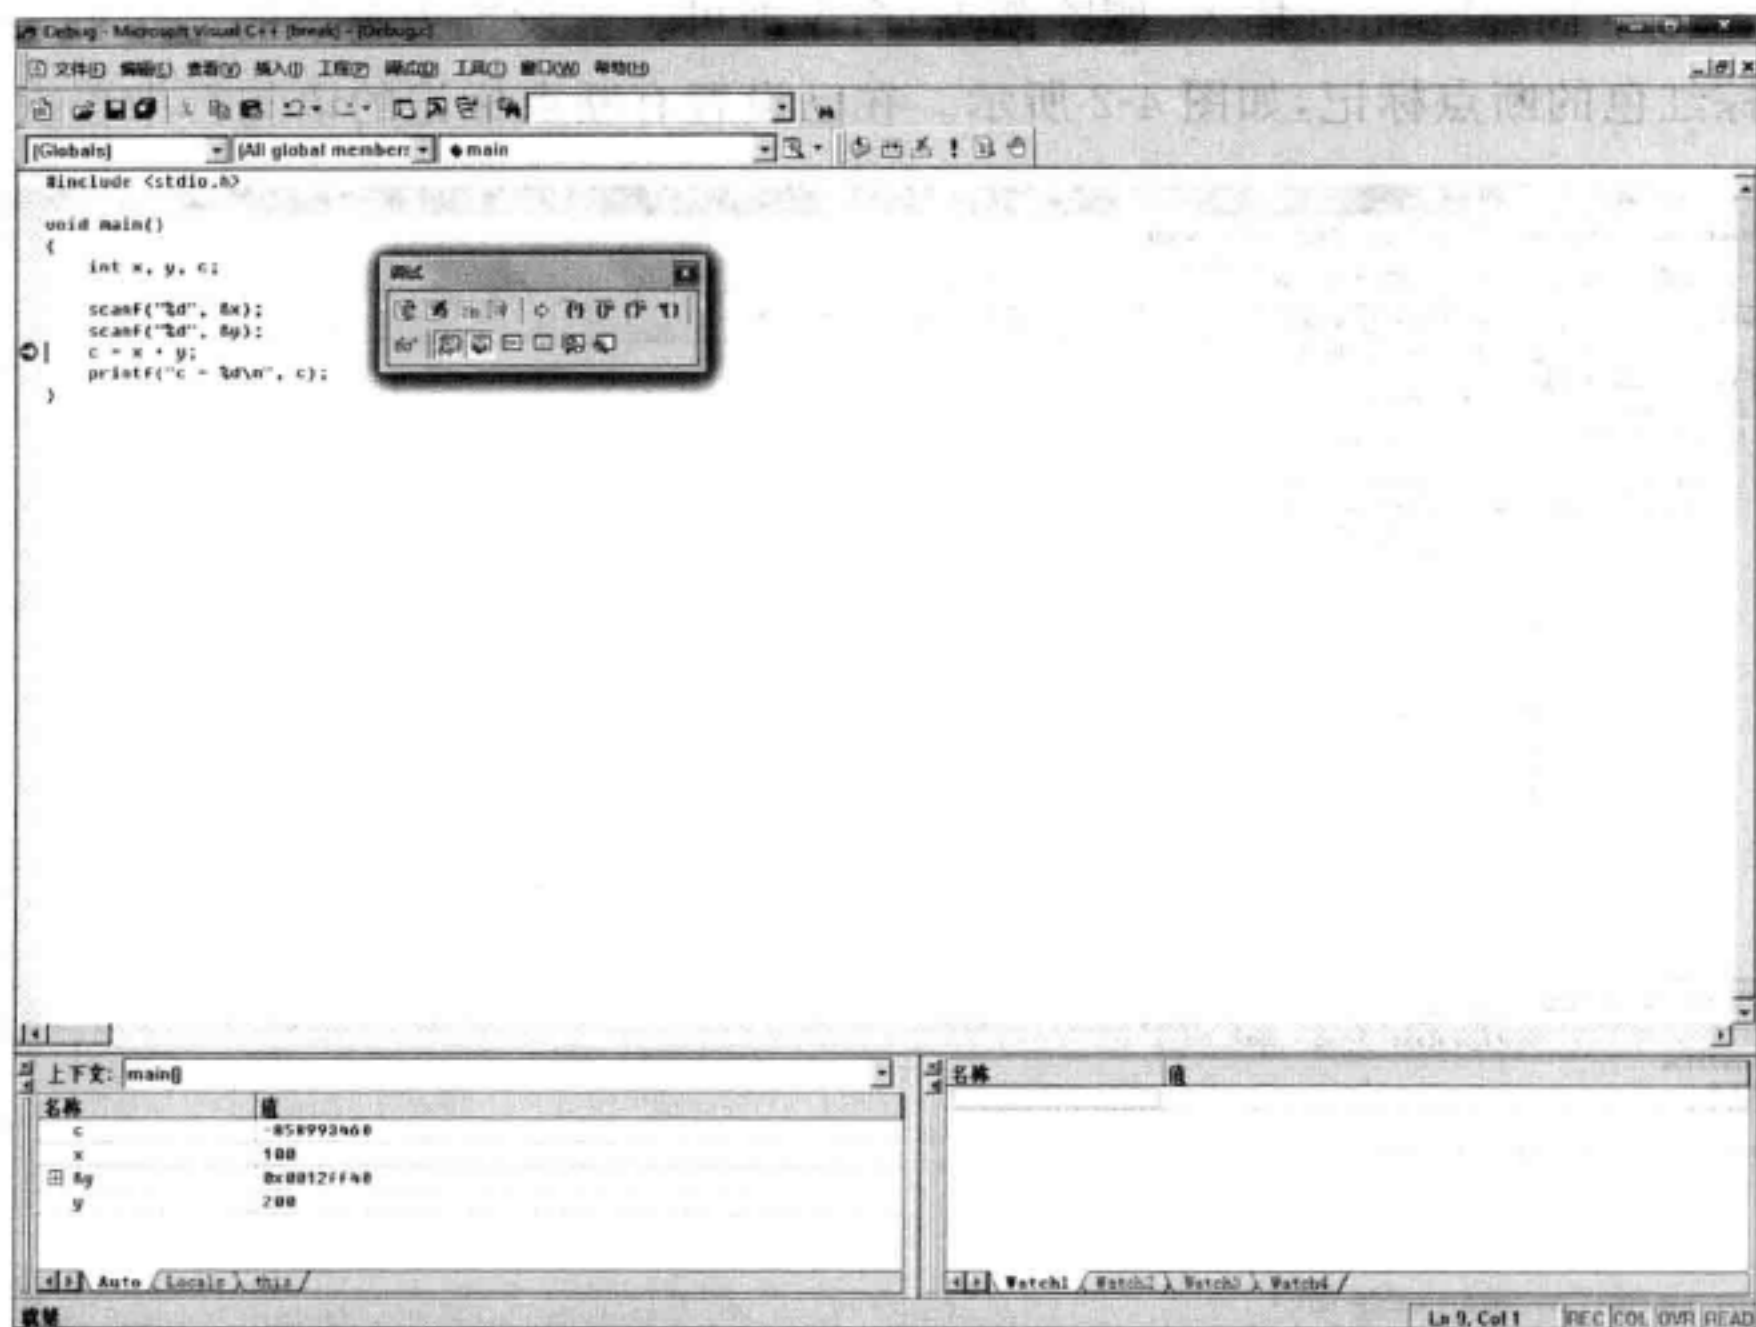 Debug - Microsoft Visual C++ [break] - [Debug.c]
文件(F) 编辑(E) 查看(V) 插入(I) 工程(P) 调试(D) 工具(T) 窗口(W) 帮助(H)
[Globals] [All global members main
#include <stdio.h>
void main()
{
int x, y, c;
scanf("%d", &x);
scanf("%d", &y);
c = x + y;
printf("c = %d\n", c);
}
调试
上下文: main()
名称 值
c -858993460
x 100
&y 0x0012ff40
y 200
Auto Locals this
名称 值
Watch1 Watch2 Watch3 Watch4
就绪
Ln 9, Col 1 REC COL OVR READ